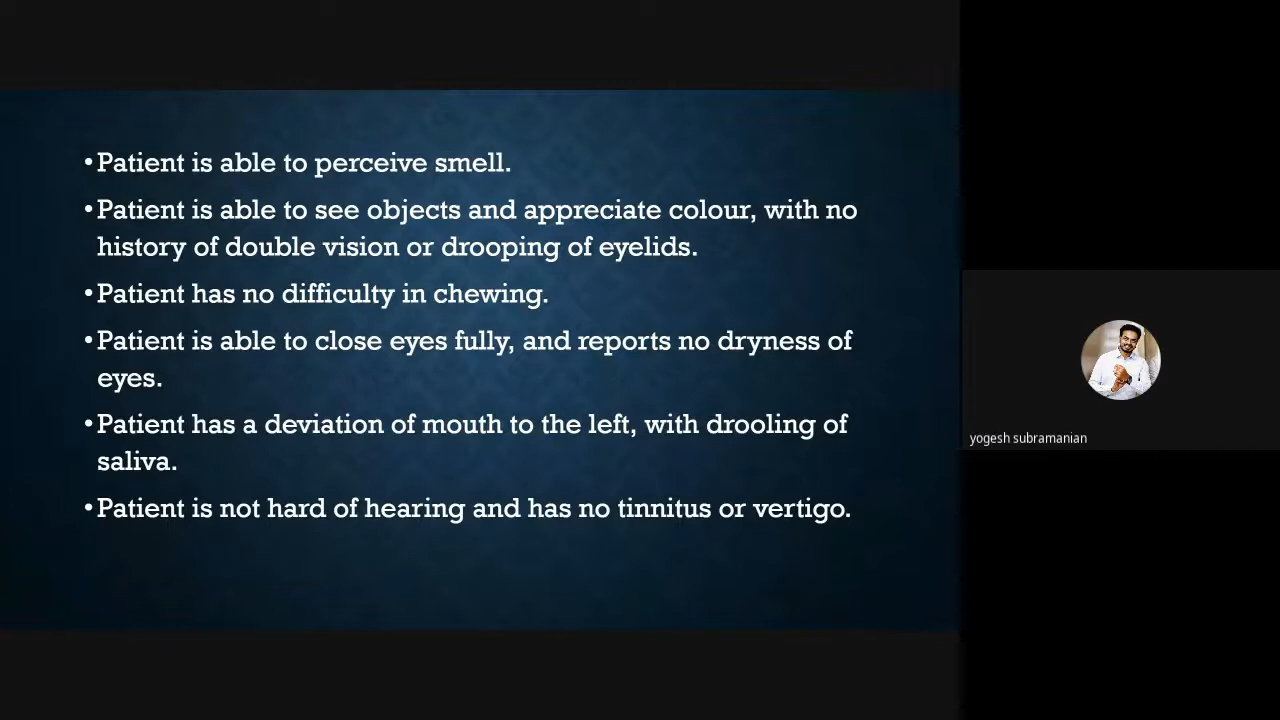 •Patient is able to perceive smell.
•Patient is able to see objects and appreciate colour, with no
history of double vision or drooping of eyelids.
•Patient has no difficulty in chewing.
•Patient is able to close eyes fully, and reports no dryness of
eyes.
•Patient has a deviation of mouth to the left, with drooling of
saliva.
•Patient is not hard of hearing and has no tinnitus or vertigo.
yogesh subramanian